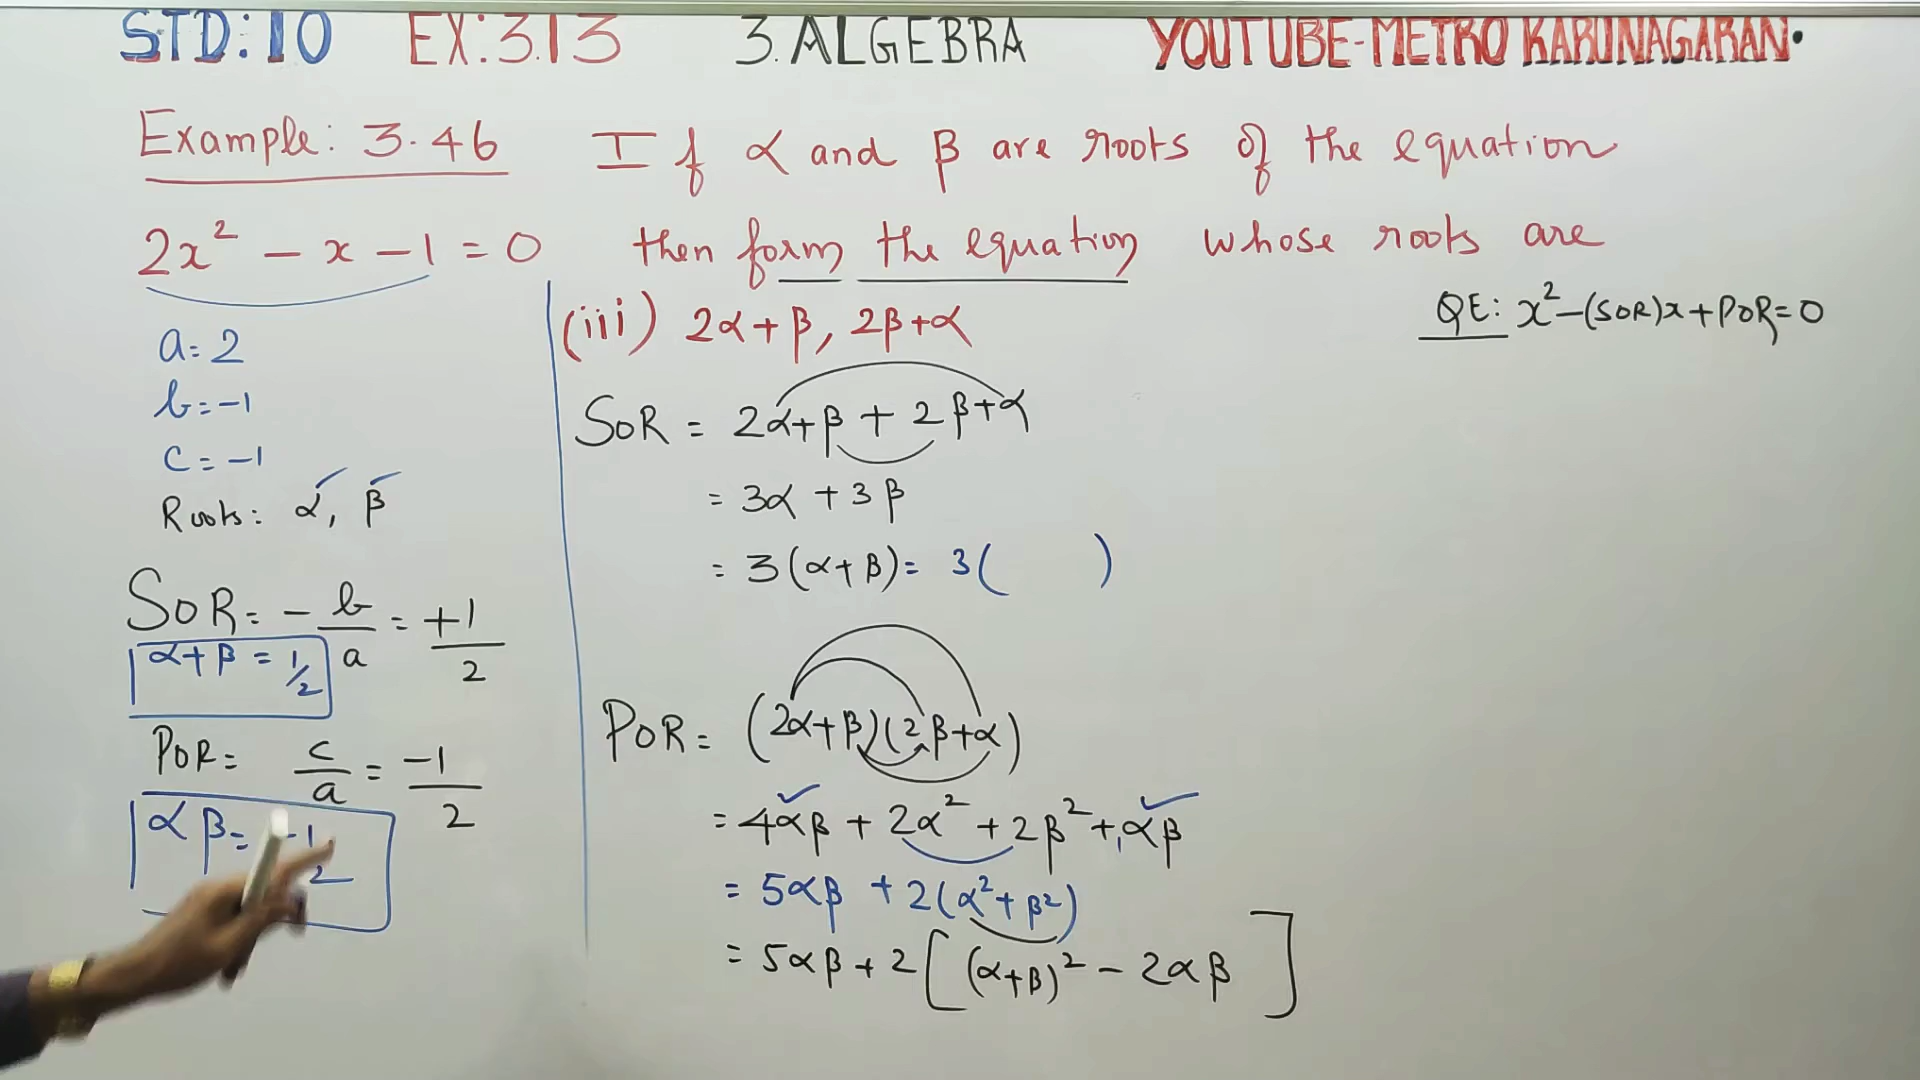 STD:10 EX:3.13 3.ALGEBRA YOUTUBE-METRO KARUNAGARAN.
Example: 3.46 If α and β are roots of the equation
2x² - x - 1 = 0 then form the equation whose roots are
(iii) 2α+β, 2β+α
QE: x²-(SOR)x+POR=0
a=2
b=-1
c=-1
Roots: α, β
SOR = -b/a = +1/2
α+β = 1/2
POR = c/a = -1/2
αβ = -1/2
SOR = 2α+β + 2β+α
= 3α + 3β
= 3(α+β) = 3( )
POR = (2α+β)(2β+α)
= 4αβ + 2α² + 2β² + αβ
= 5αβ + 2(α²+β²)
= 5αβ + 2[(α+β)² - 2αβ]